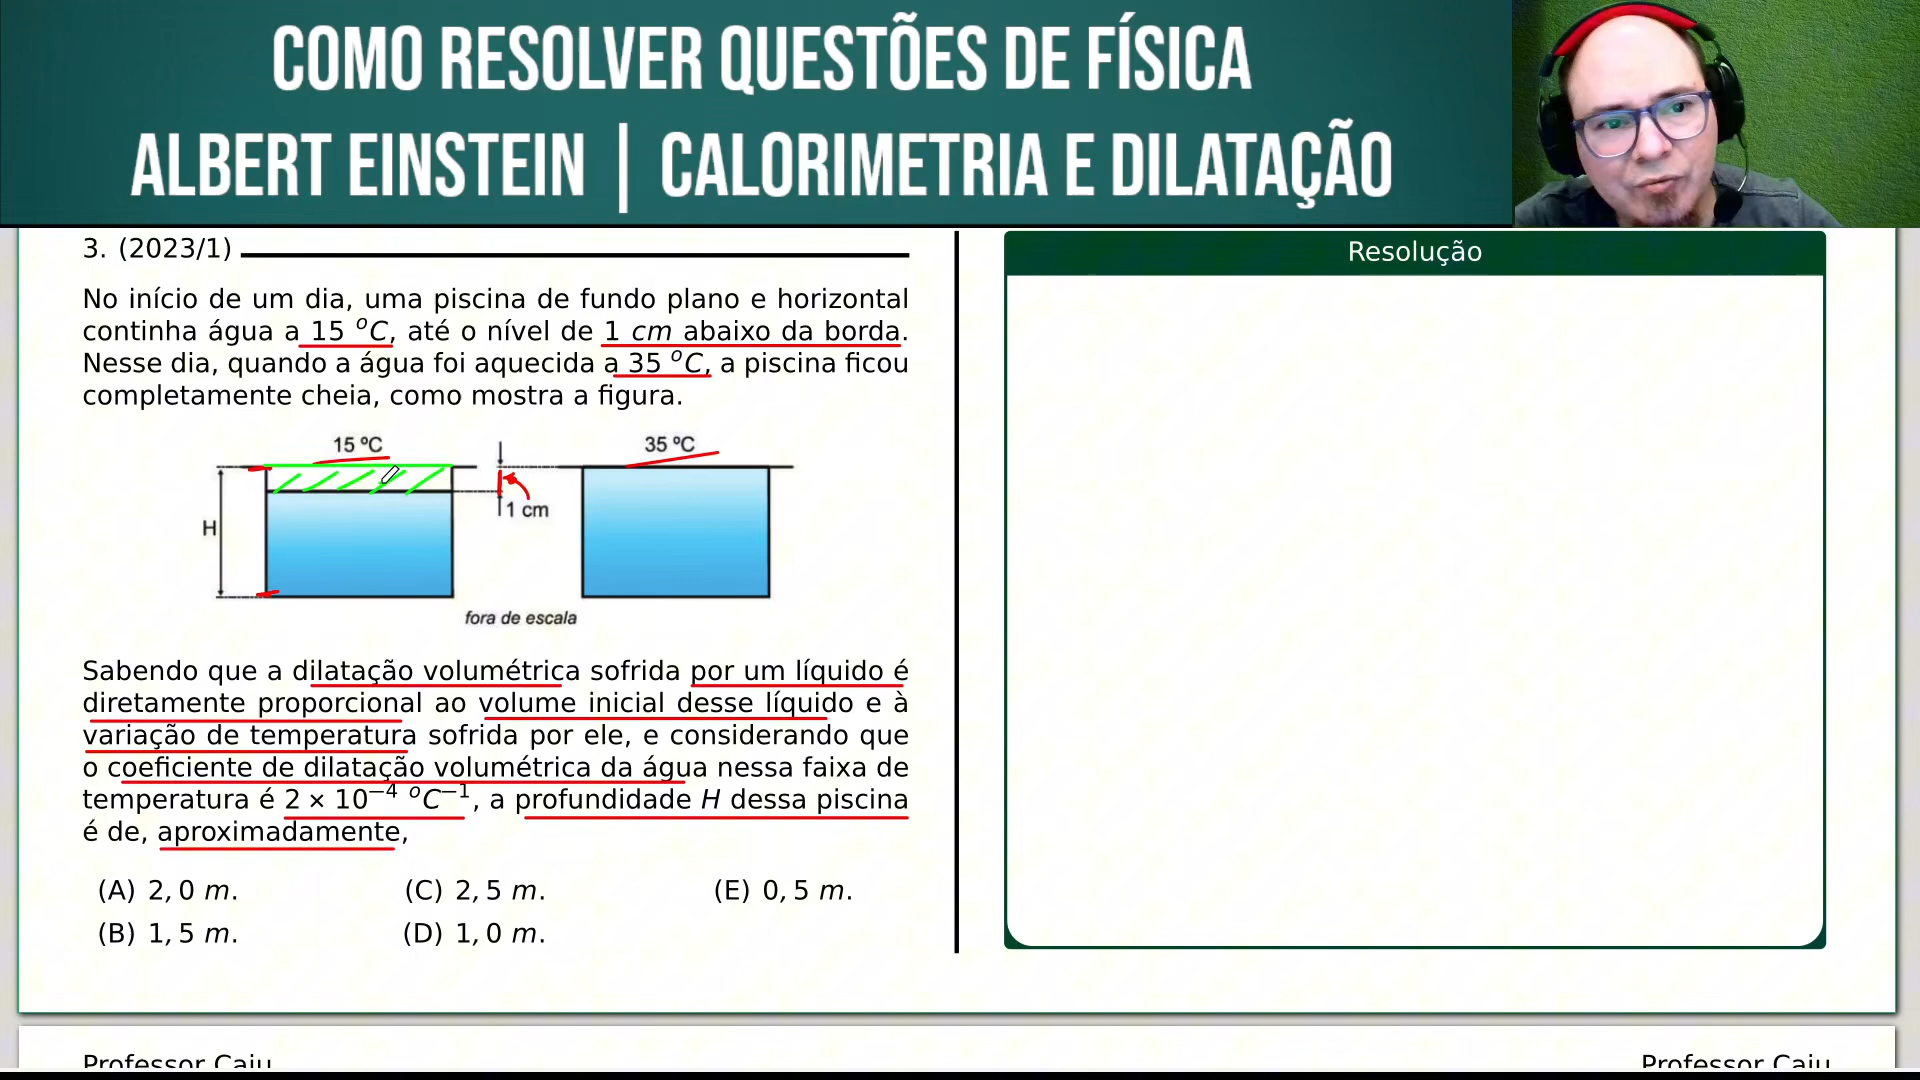 COMO RESOLVER QUESTÕES DE FÍSICA
ALBERT EINSTEIN | CALORIMETRIA E DILATAÇÃO
3. (2023/1)
No início de um dia, uma piscina de fundo plano e horizontal
continha água a 15 °C, até o nível de 1 cm abaixo da borda.
Nesse dia, quando a água foi aquecida a 35 °C, a piscina ficou
completamente cheia, como mostra a figura.
15 ºC
35 ºC
1 cm
H
fora de escala
Sabendo que a dilatação volumétrica sofrida por um líquido é
diretamente proporcional ao volume inicial desse líquido e à
variação de temperatura sofrida por ele, e considerando que
o coeficiente de dilatação volumétrica da água nessa faixa de
temperatura é 2 × 10⁻⁴ °C⁻¹, a profundidade H dessa piscina
é de, aproximadamente,
(A) 2,0 m.
(C) 2,5 m.
(E) 0,5 m.
(B) 1,5 m.
(D) 1,0 m.
Resolução
Professor Caju
Professor Caju